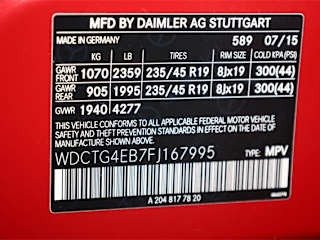 MFD BY DAIMLER AG STUTTGART
MADE IN GERMANY 589 07/15
KG LB TIRES RIM SIZES COLD KPA (PSI)
GAWR FRONT 1070 2359 235/45 R19 8Jx19 300(44)
GAWR REAR 905 1995 235/45 R19 8Jx19 300(44)
GVWR 1940 4277
THIS VEHICLE CONFORMS TO ALL APPLICABLE FEDERAL MOTOR VEHICLE
SAFETY, BUMPER, AND THEFT PREVENTION STANDARDS IN EFFECT ON
THE DATE OF MANUFACTURE SHOWN ABOVE.
WDCTG4EB7FJ167995 TYPE: MPV
A 204 817 78 20